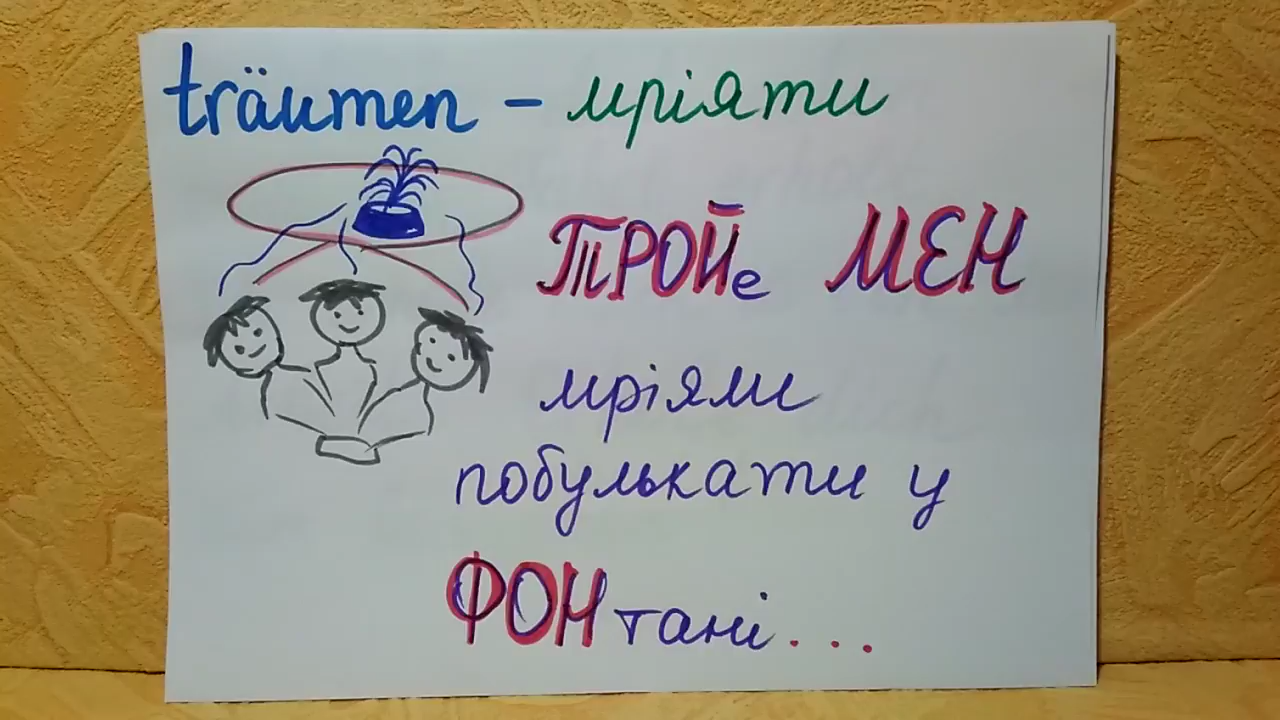 träumen - мріяти
ТРОЙе МЕН
мріяли
побулькати у
ФОНтані...